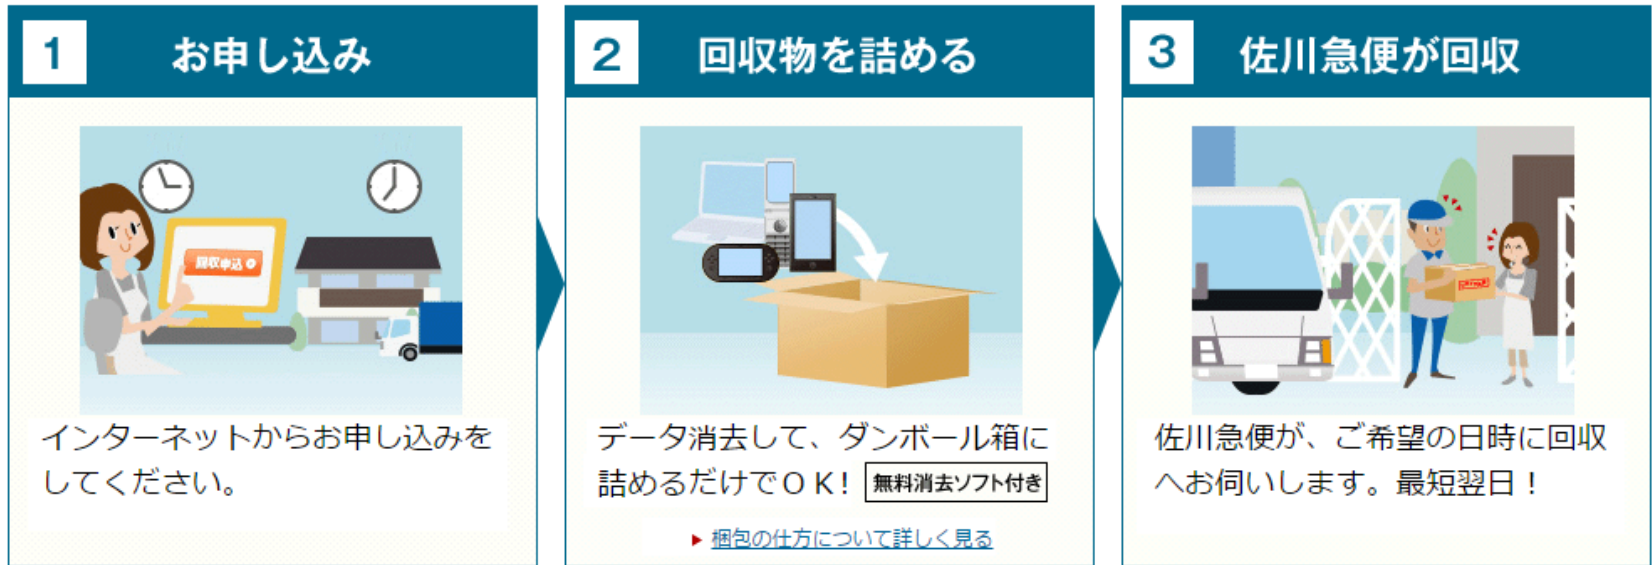 1 お申し込み
回収申込
インターネットからお申し込みを
してください。
2 回収物を詰める
データ消去して、ダンボール箱に
詰めるだけでＯＫ！ 無料消去ソフト付き
梱包の仕方について詳しく見る
3 佐川急便が回収
佐川急便が、ご希望の日時に回収
へお伺いします。最短翌日！